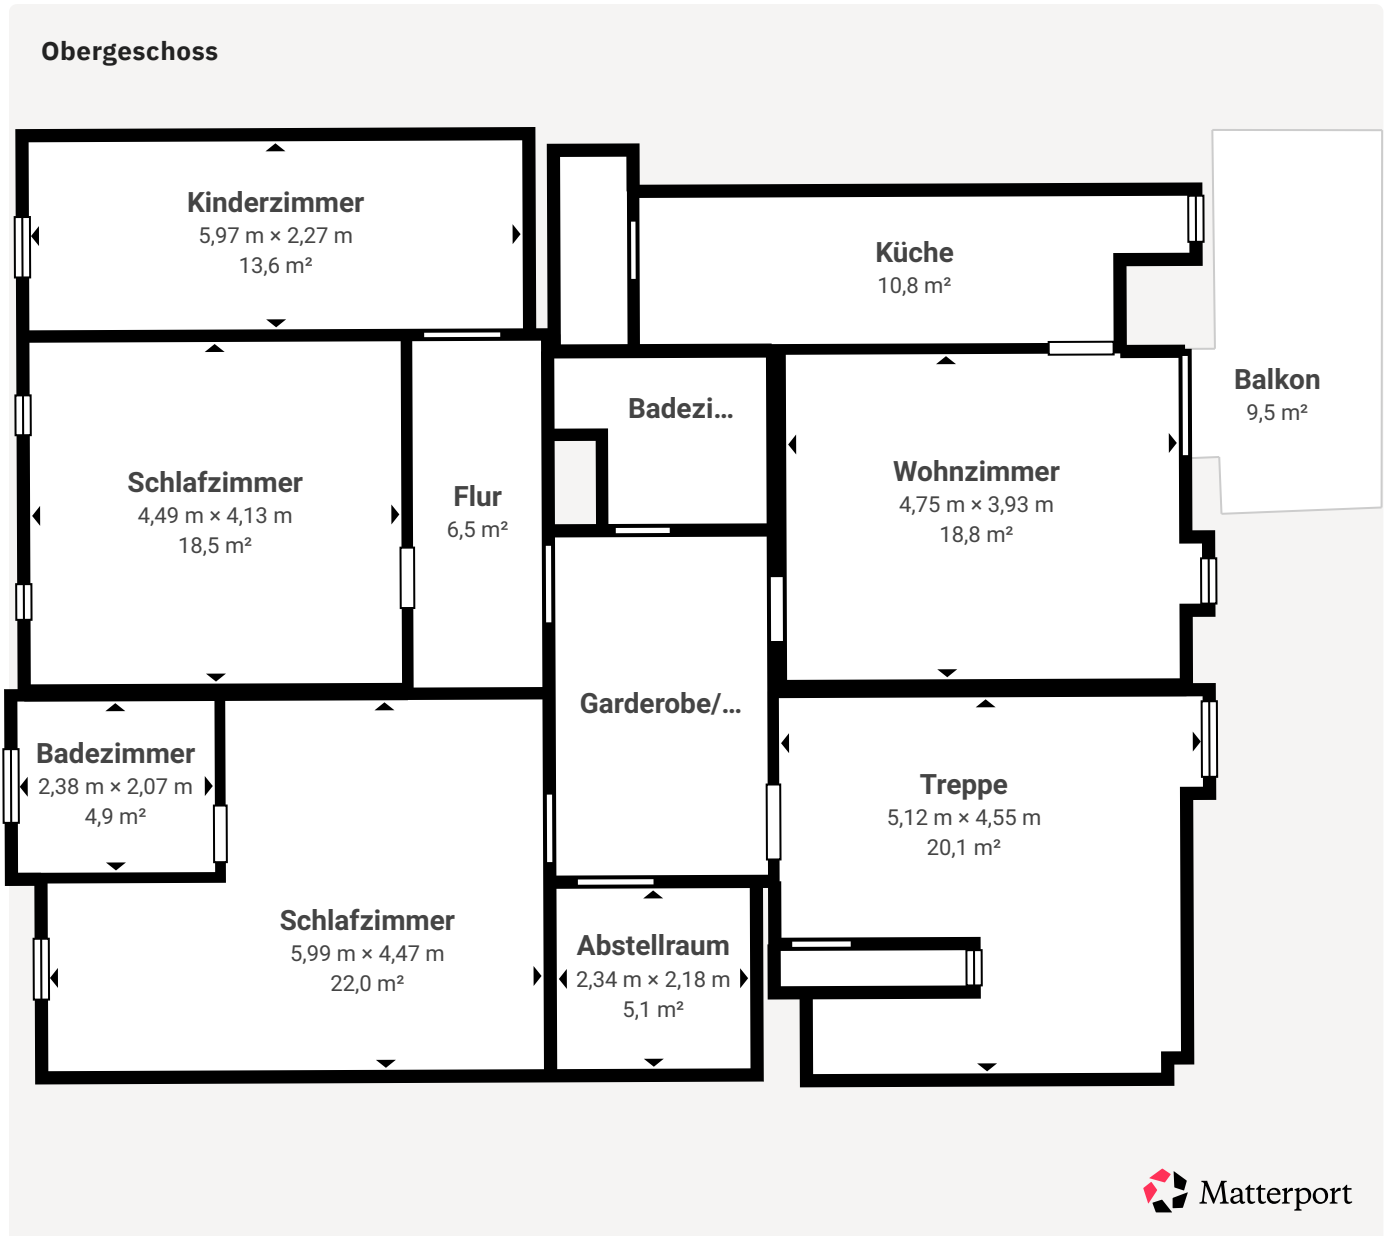 Obergeschoss
Kinderzimmer
5,97 m × 2,27 m
13,6 m²
Küche
10,8 m²
Balkon
9,5 m²
Badezi...
Schlafzimmer
4,49 m × 4,13 m
18,5 m²
Flur
6,5 m²
Wohnzimmer
4,75 m × 3,93 m
18,8 m²
Garderobe/...
Badezimmer
2,38 m × 2,07 m
4,9 m²
Treppe
5,12 m × 4,55 m
20,1 m²
Schlafzimmer
5,99 m × 4,47 m
22,0 m²
Abstellraum
2,34 m × 2,18 m
5,1 m²
Matterport